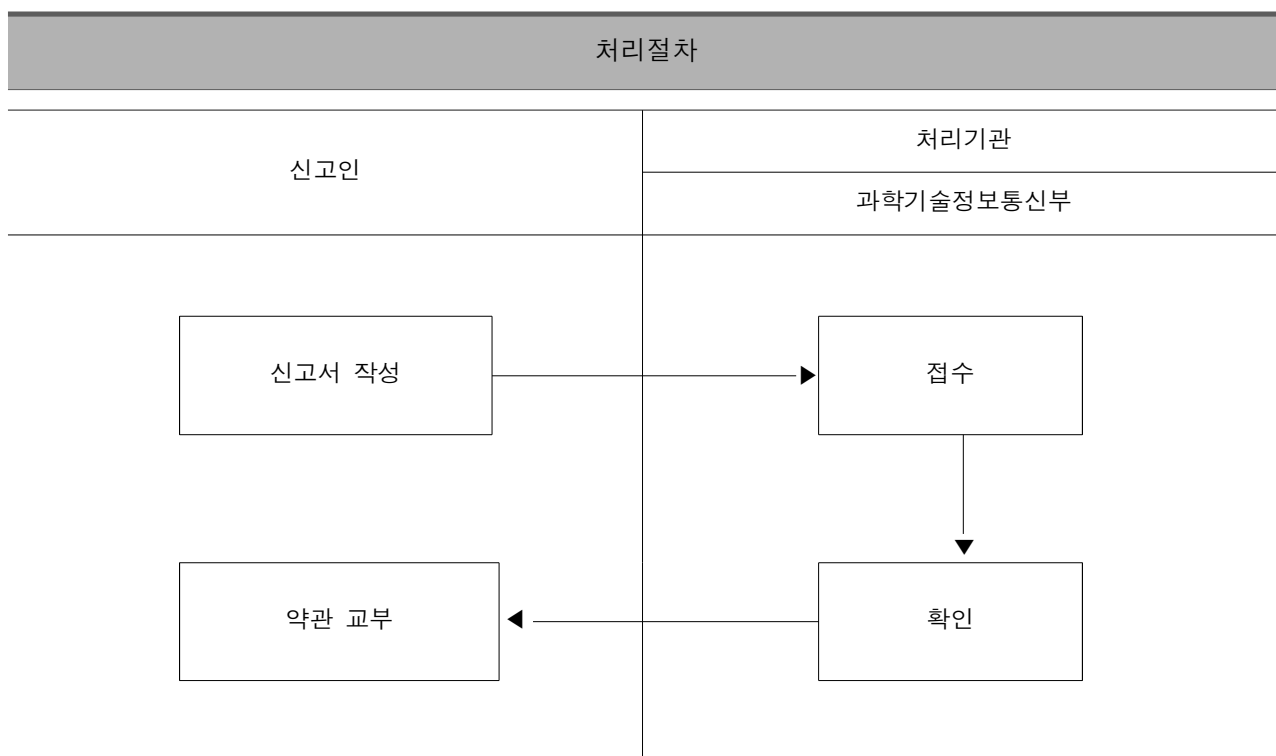 처리절차
신고인
처리기관
과학기술정보통신부
신고서 작성
접수
약관 교부
확인